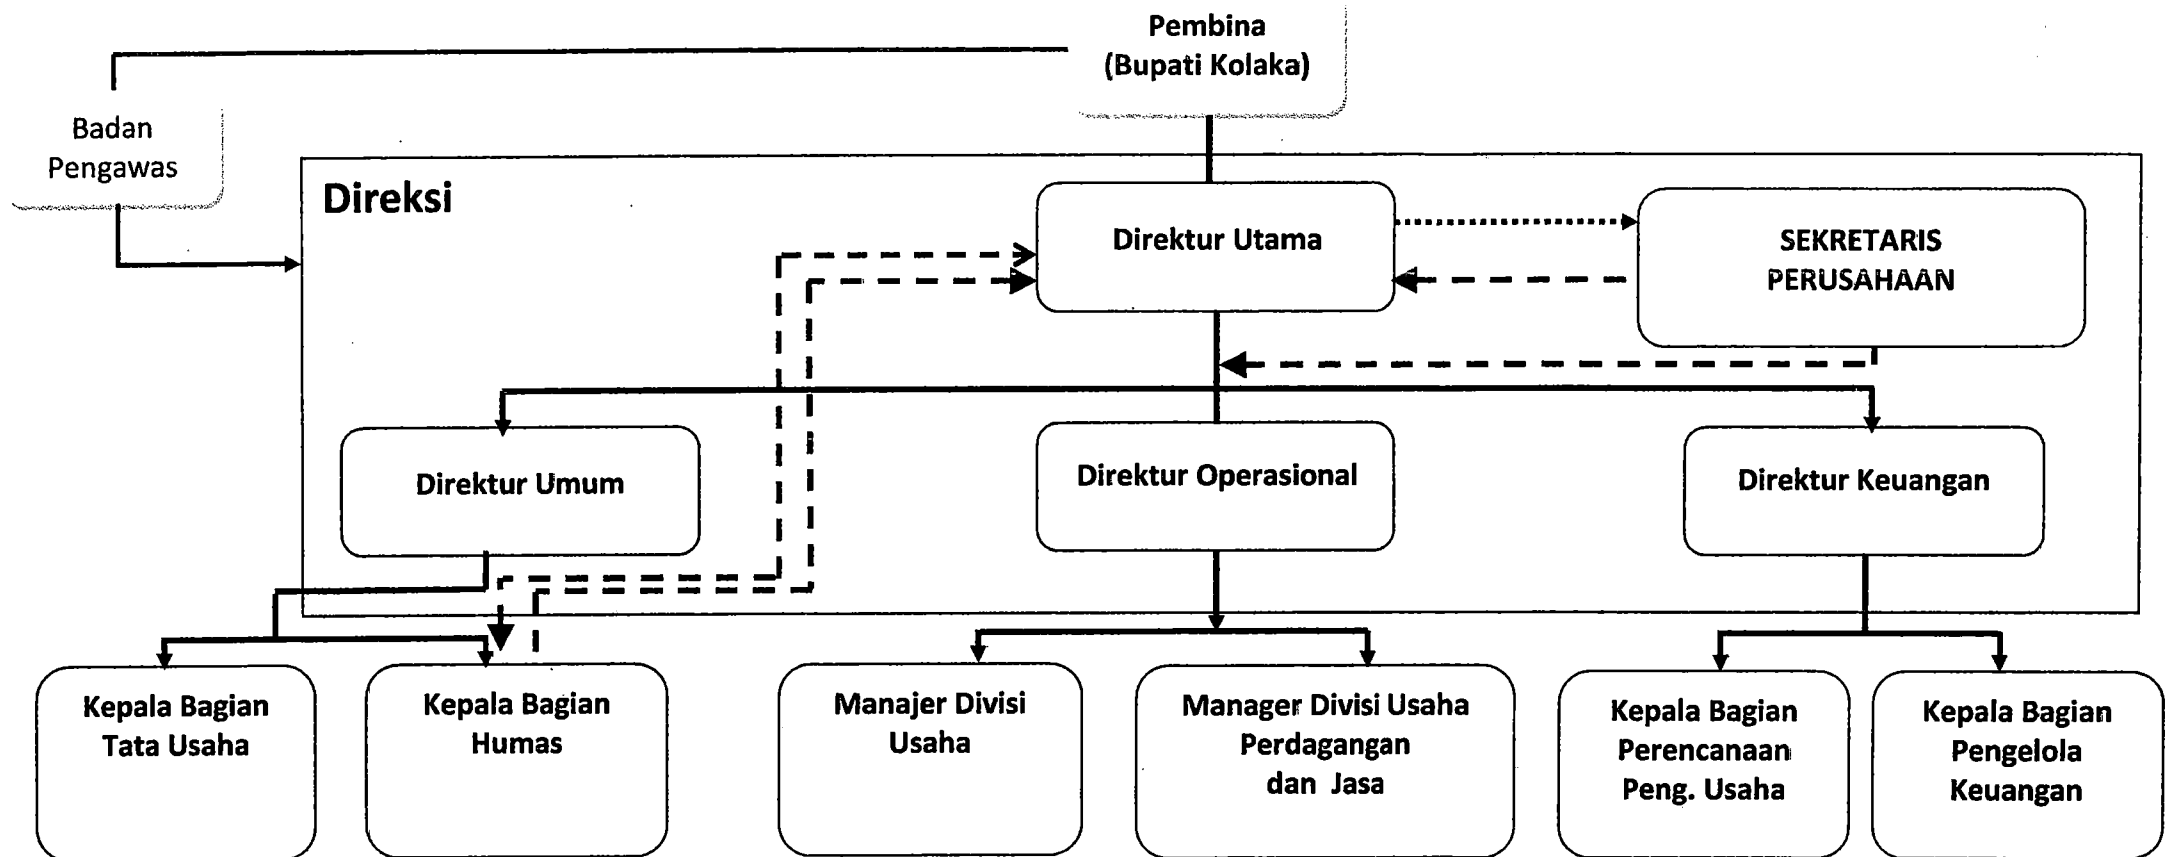 Pembina
(Bupati Kolaka)
Badan
Pengawas
Direksi
Direktur Utama
SEKRETARIS
PERUSAHAAN
Direktur Umum
Direktur Operasional
Direktur Keuangan
Kepala Bagian
Tata Usaha
Kepala Bagian
Humas
Manajer Divisi
Usaha
Manager Divisi Usaha
Perdagangan
dan Jasa
Kepala Bagian
Perencanaan
Peng. Usaha
Kepala Bagian
Pengelola
Keuangan